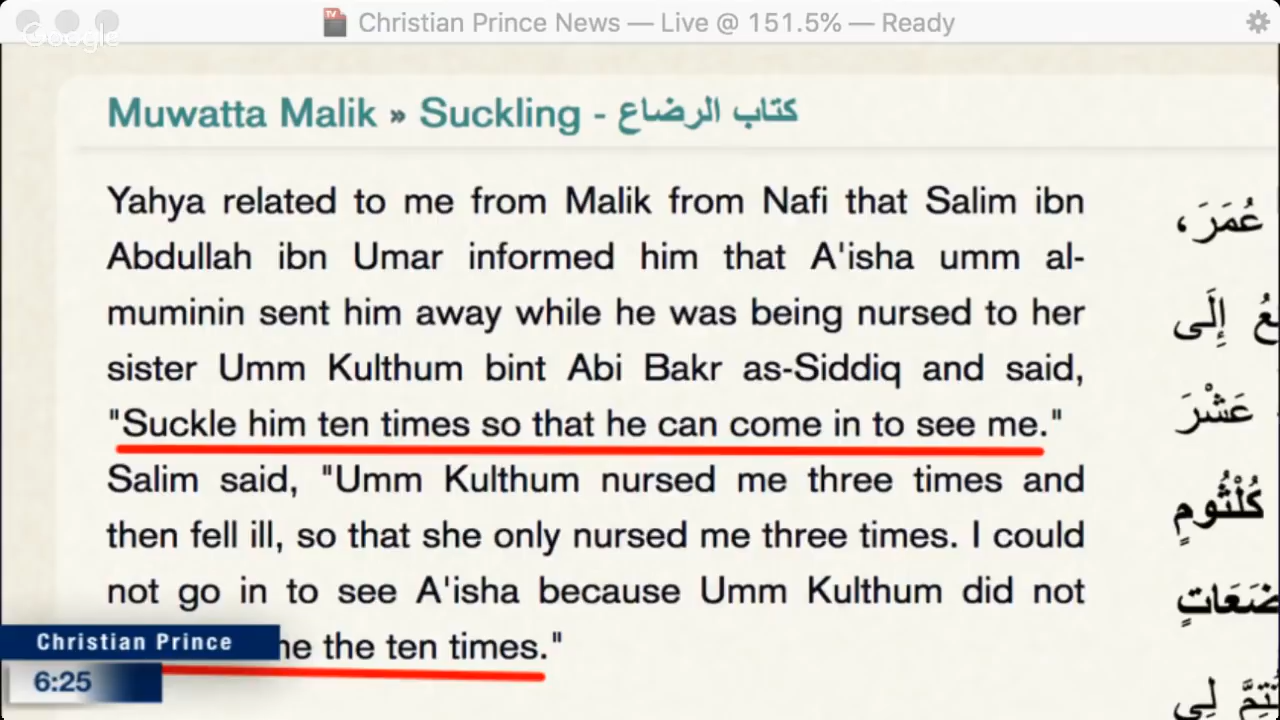 Christian Prince News — Live @ 151.5% — Ready
Google
Muwatta Malik » Suckling - كتاب الرضاع
Yahya related to me from Malik from Nafi that Salim ibn
Abdullah ibn Umar informed him that A'isha umm al-
muminin sent him away while he was being nursed to her
sister Umm Kulthum bint Abi Bakr as-Siddiq and said,
"Suckle him ten times so that he can come in to see me."
Salim said, "Umm Kulthum nursed me three times and
then fell ill, so that she only nursed me three times. I could
not go in to see A'isha because Umm Kulthum did not
the ten times."
عُمَرَ،
إِلَى
عَشْرَ
كُلْثُومٍ
لِي
Christian Prince
6:25